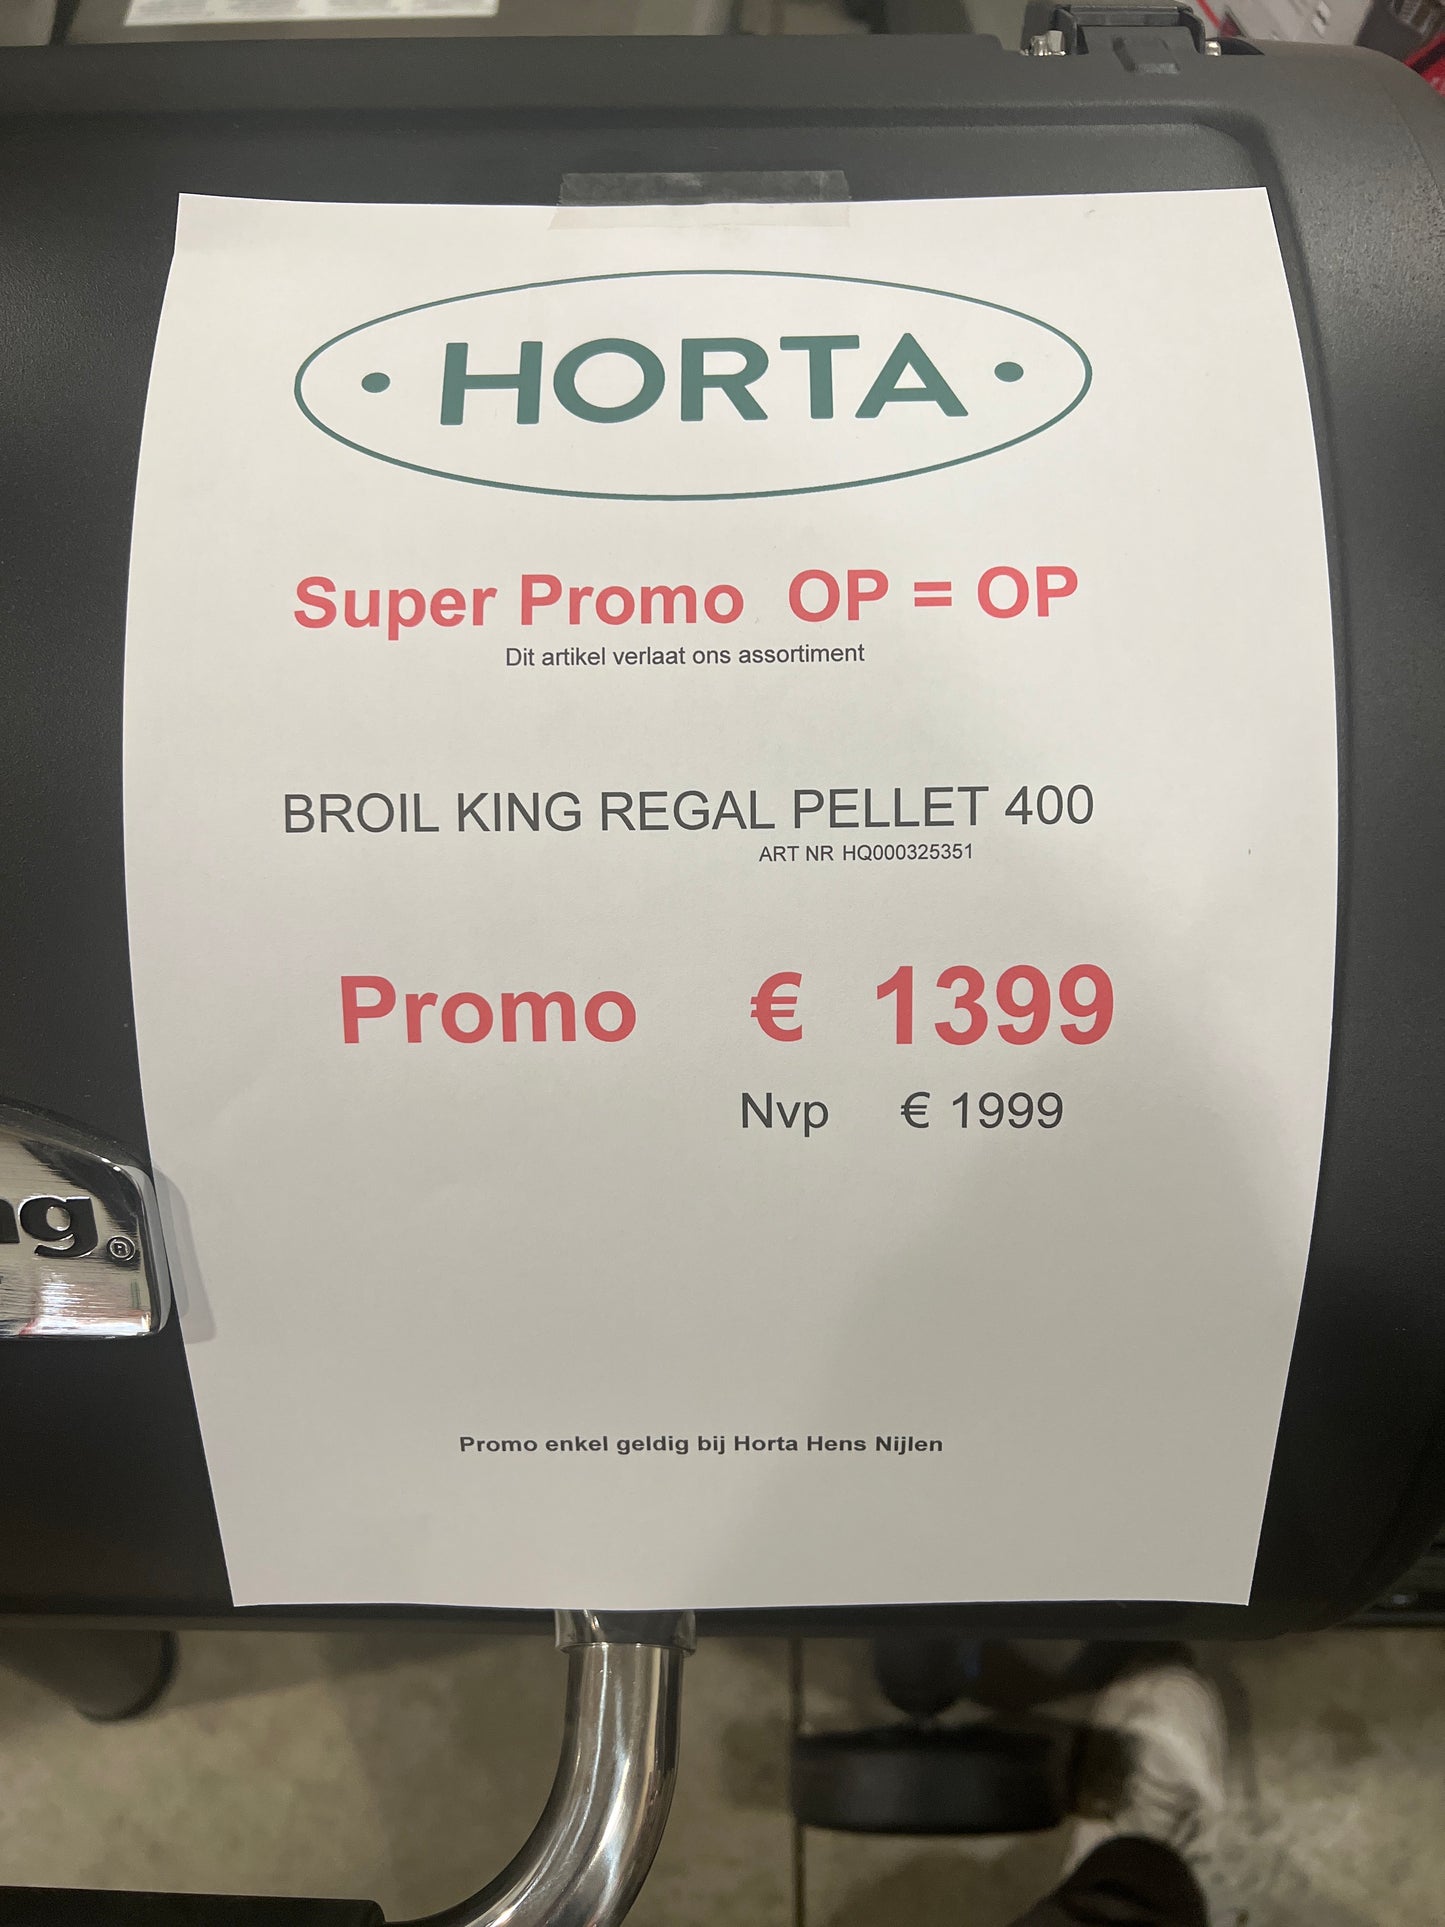 HORTA
Super Promo OP = OP
Dit artikel verlaat ons assortiment
BROIL KING REGAL PELLET 400
ART NR HQ000325351
Promo € 1399
Nvp € 1999
Promo enkel geldig bij Horta Hens Nijlen